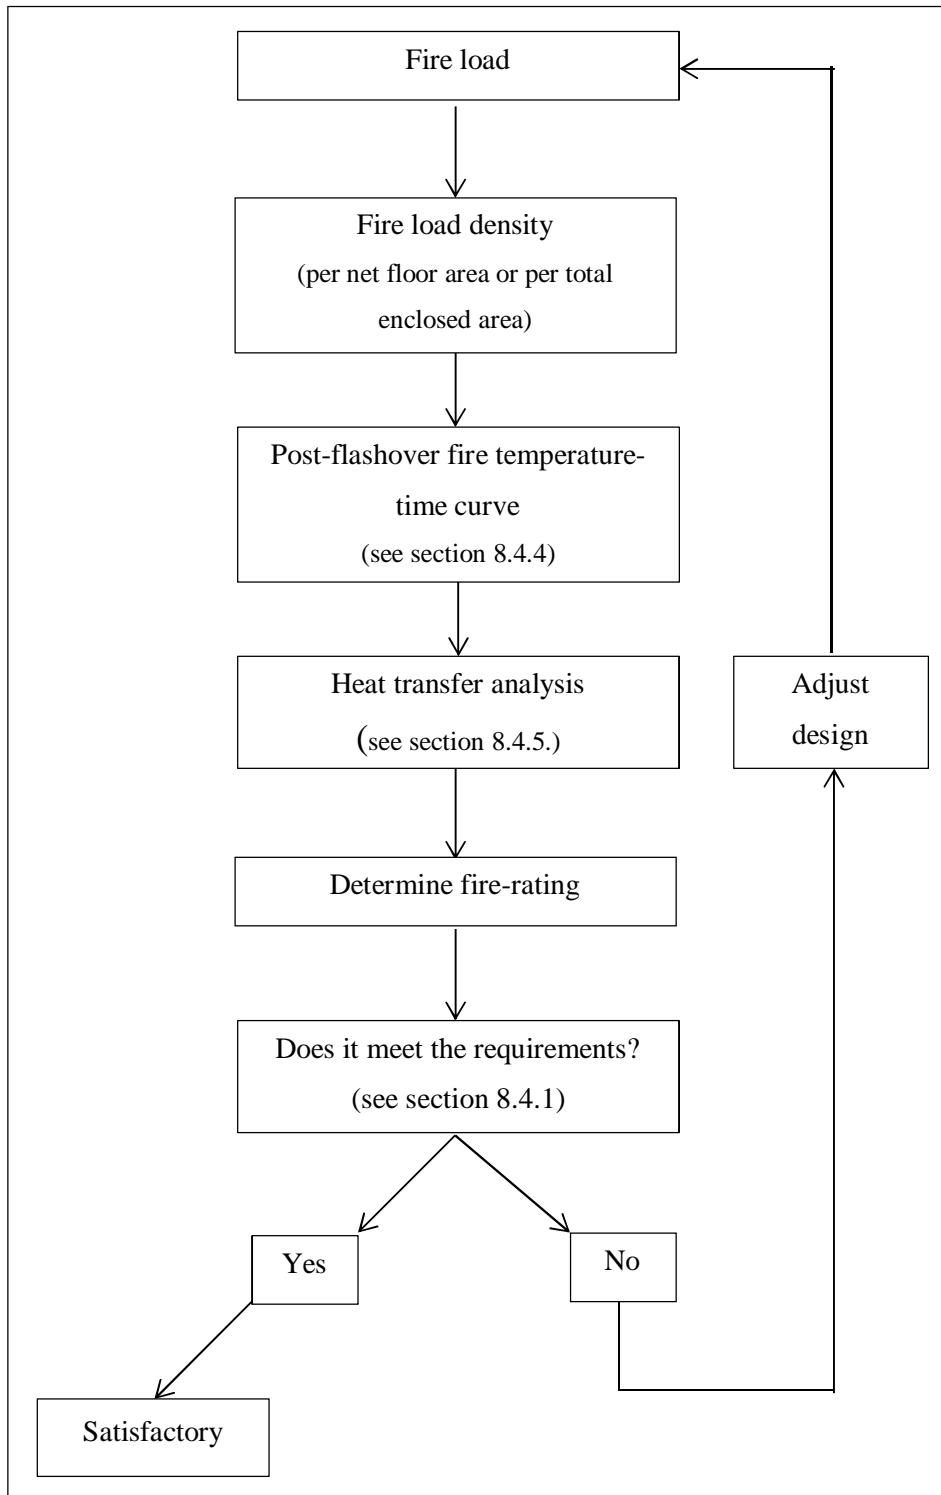 Fire load
Fire load density
(per net floor area or per total
enclosed area)
Post-flashover fire temperature-
time curve
(see section 8.4.4)
Heat transfer analysis
(see section 8.4.5.)
Adjust
design
Determine fire-rating
Does it meet the requirements?
(see section 8.4.1)
Yes
No
Satisfactory